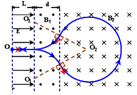 L d
O₁ B₁ B₂
E
O O₃
O₂